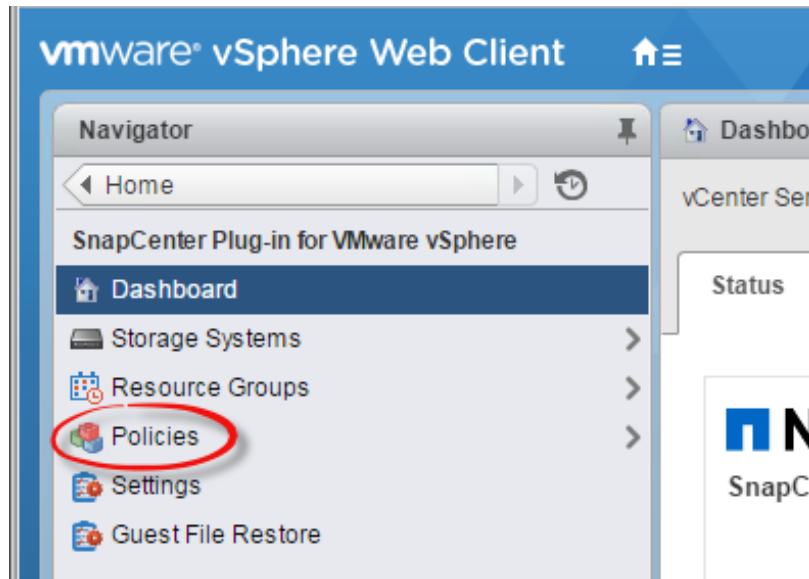 vmware® vSphere Web Client
Navigator
Home
SnapCenter Plug-in for VMware vSphere
Dashboard
Storage Systems
Resource Groups
Policies
Settings
Guest File Restore
Dashbo
vCenter Ser
Status
N
SnapC